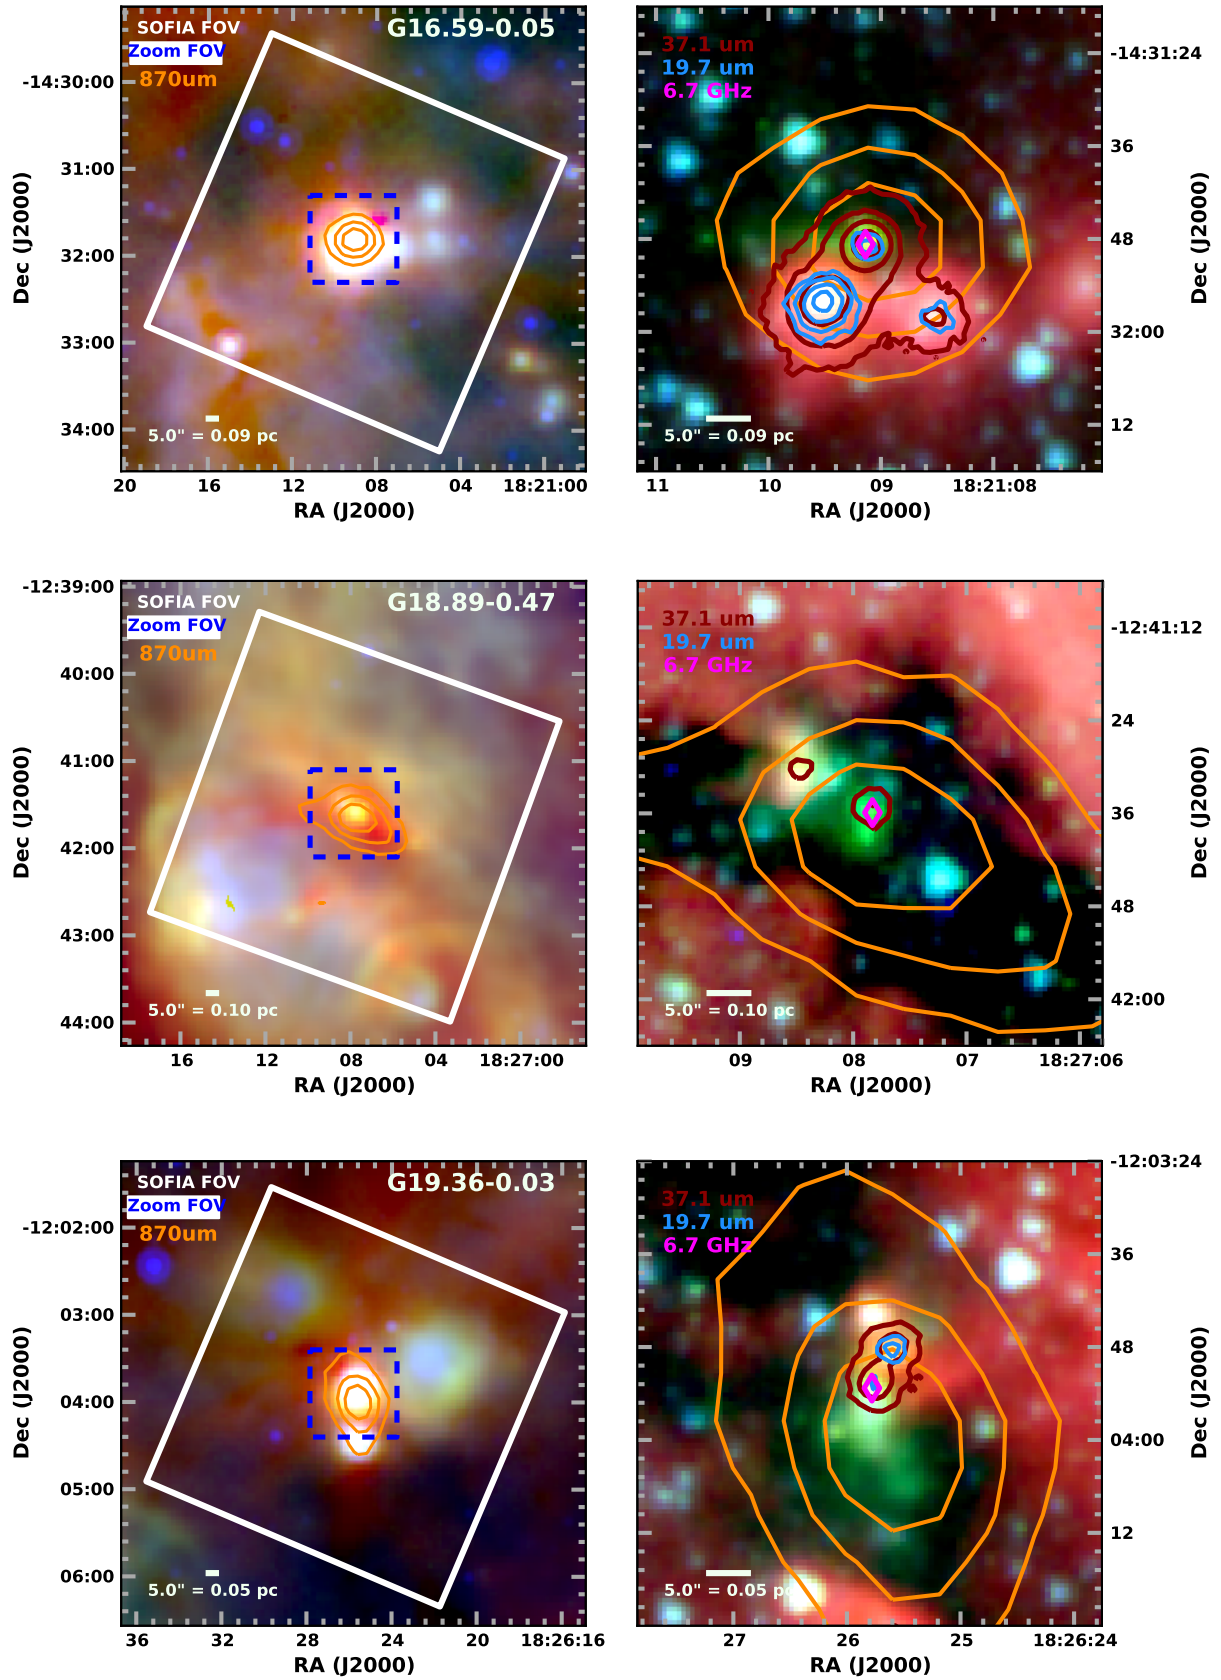 SOFIA FOV
G16.59-0.05
Zoom FOV
870um
-14:30:00
31:00
32:00
33:00
34:00
Dec (J2000)
5.0" = 0.09 pc
20 16 12 08 04 18:21:00
RA (J2000)
37.1 um
19.7 um
6.7 GHz
-14:31:24
36
48
32:00
12
Dec (J2000)
5.0" = 0.09 pc
11 10 09 18:21:08
RA (J2000)
SOFIA FOV
G18.89-0.47
Zoom FOV
870um
-12:39:00
40:00
41:00
42:00
43:00
44:00
Dec (J2000)
5.0" = 0.10 pc
16 12 08 04 18:27:00
RA (J2000)
37.1 um
19.7 um
6.7 GHz
-12:41:12
24
36
48
42:00
Dec (J2000)
5.0" = 0.10 pc
09 08 07 18:27:06
RA (J2000)
SOFIA FOV
G19.36-0.03
Zoom FOV
870um
-12:02:00
03:00
04:00
05:00
06:00
Dec (J2000)
5.0" = 0.05 pc
36 32 28 24 20 18:26:16
RA (J2000)
37.1 um
19.7 um
6.7 GHz
-12:03:24
36
48
04:00
12
Dec (J2000)
5.0" = 0.05 pc
27 26 25 18:26:24
RA (J2000)